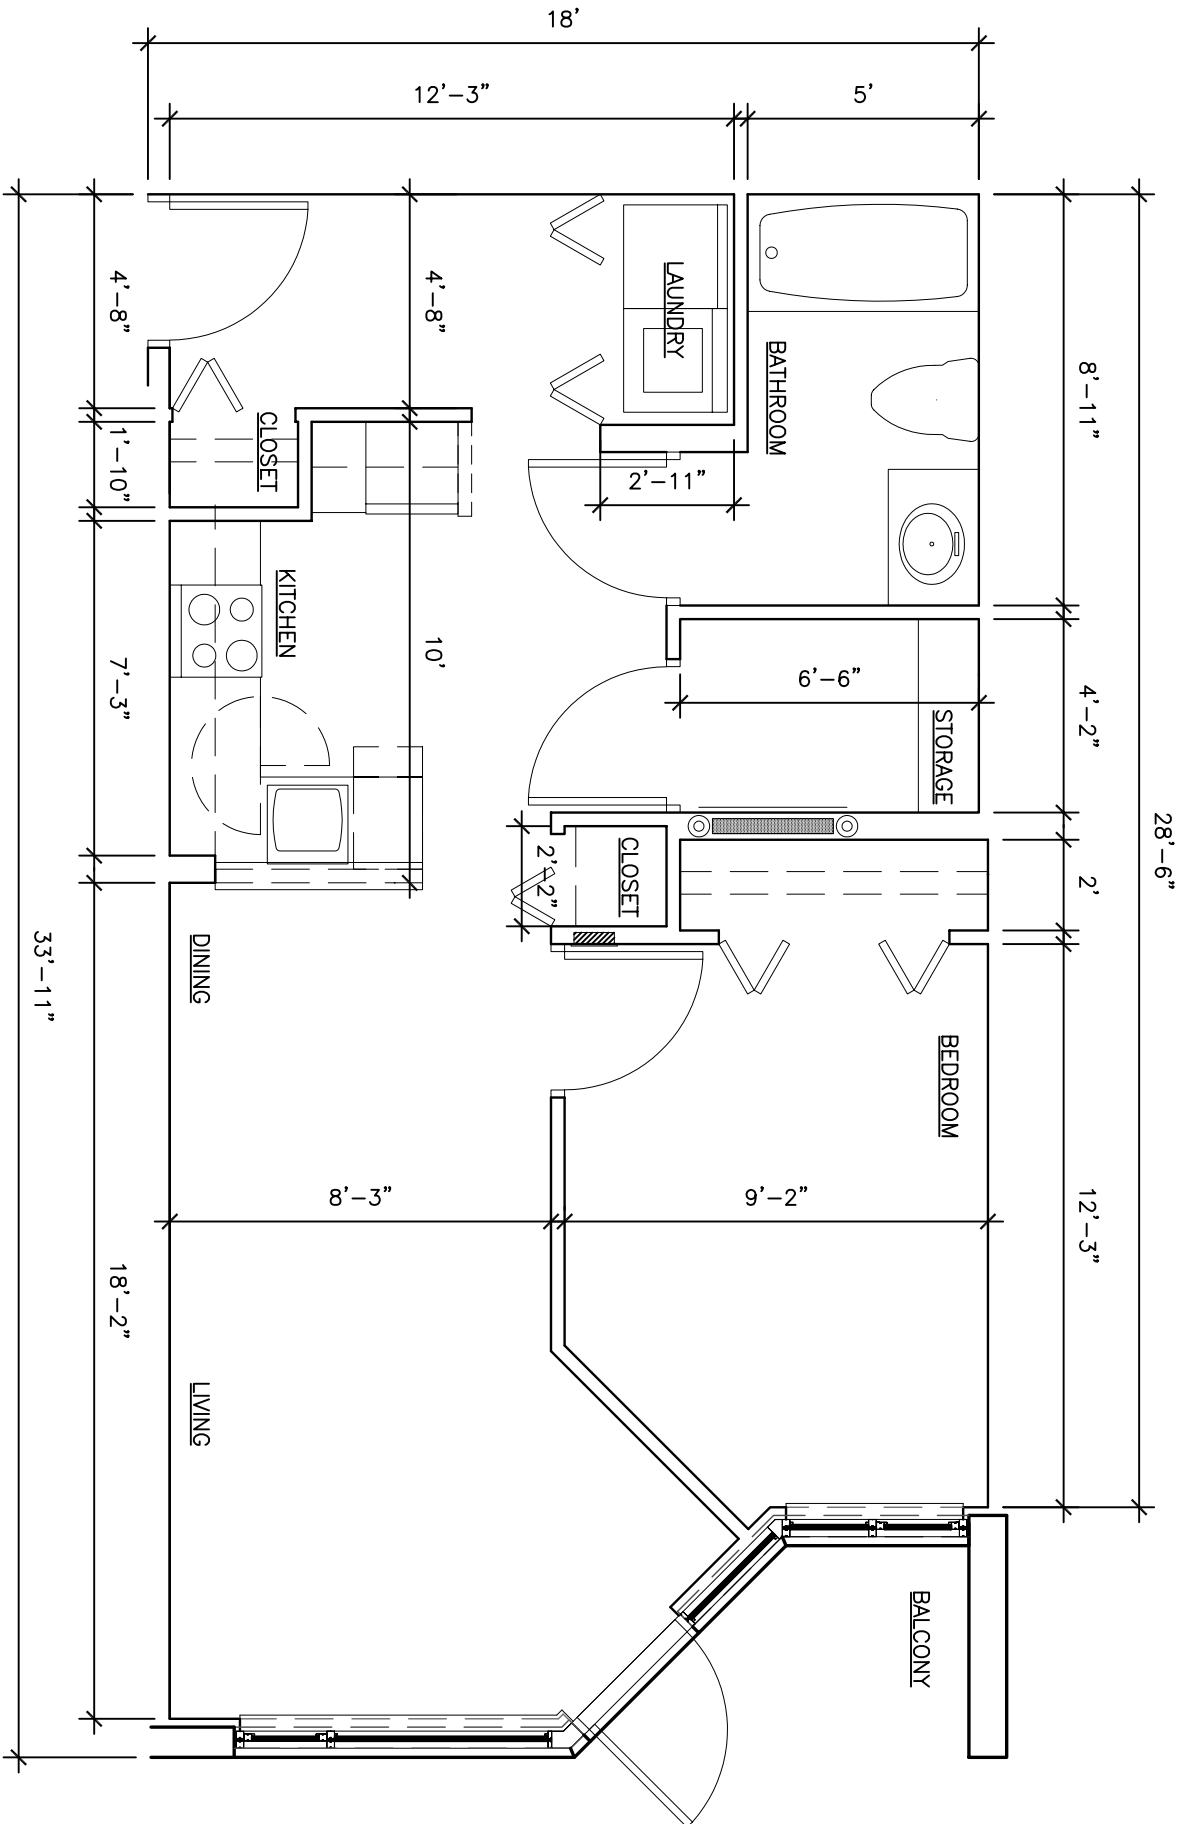 18'
12'-3"
5'
4'-8"
4'-8"
8'-11"
28'-6"
LAUNDRY
BATHROOM
CLOSET
1'-10"
2'-11"
KITCHEN
10'
7'-3"
6'-6"
4'-2"
STORAGE
CLOSET
2'-2"
2'
33'-11"
DINING
BEDROOM
8'-3"
9'-2"
12'-3"
18'-2"
LIVING
BALCONY